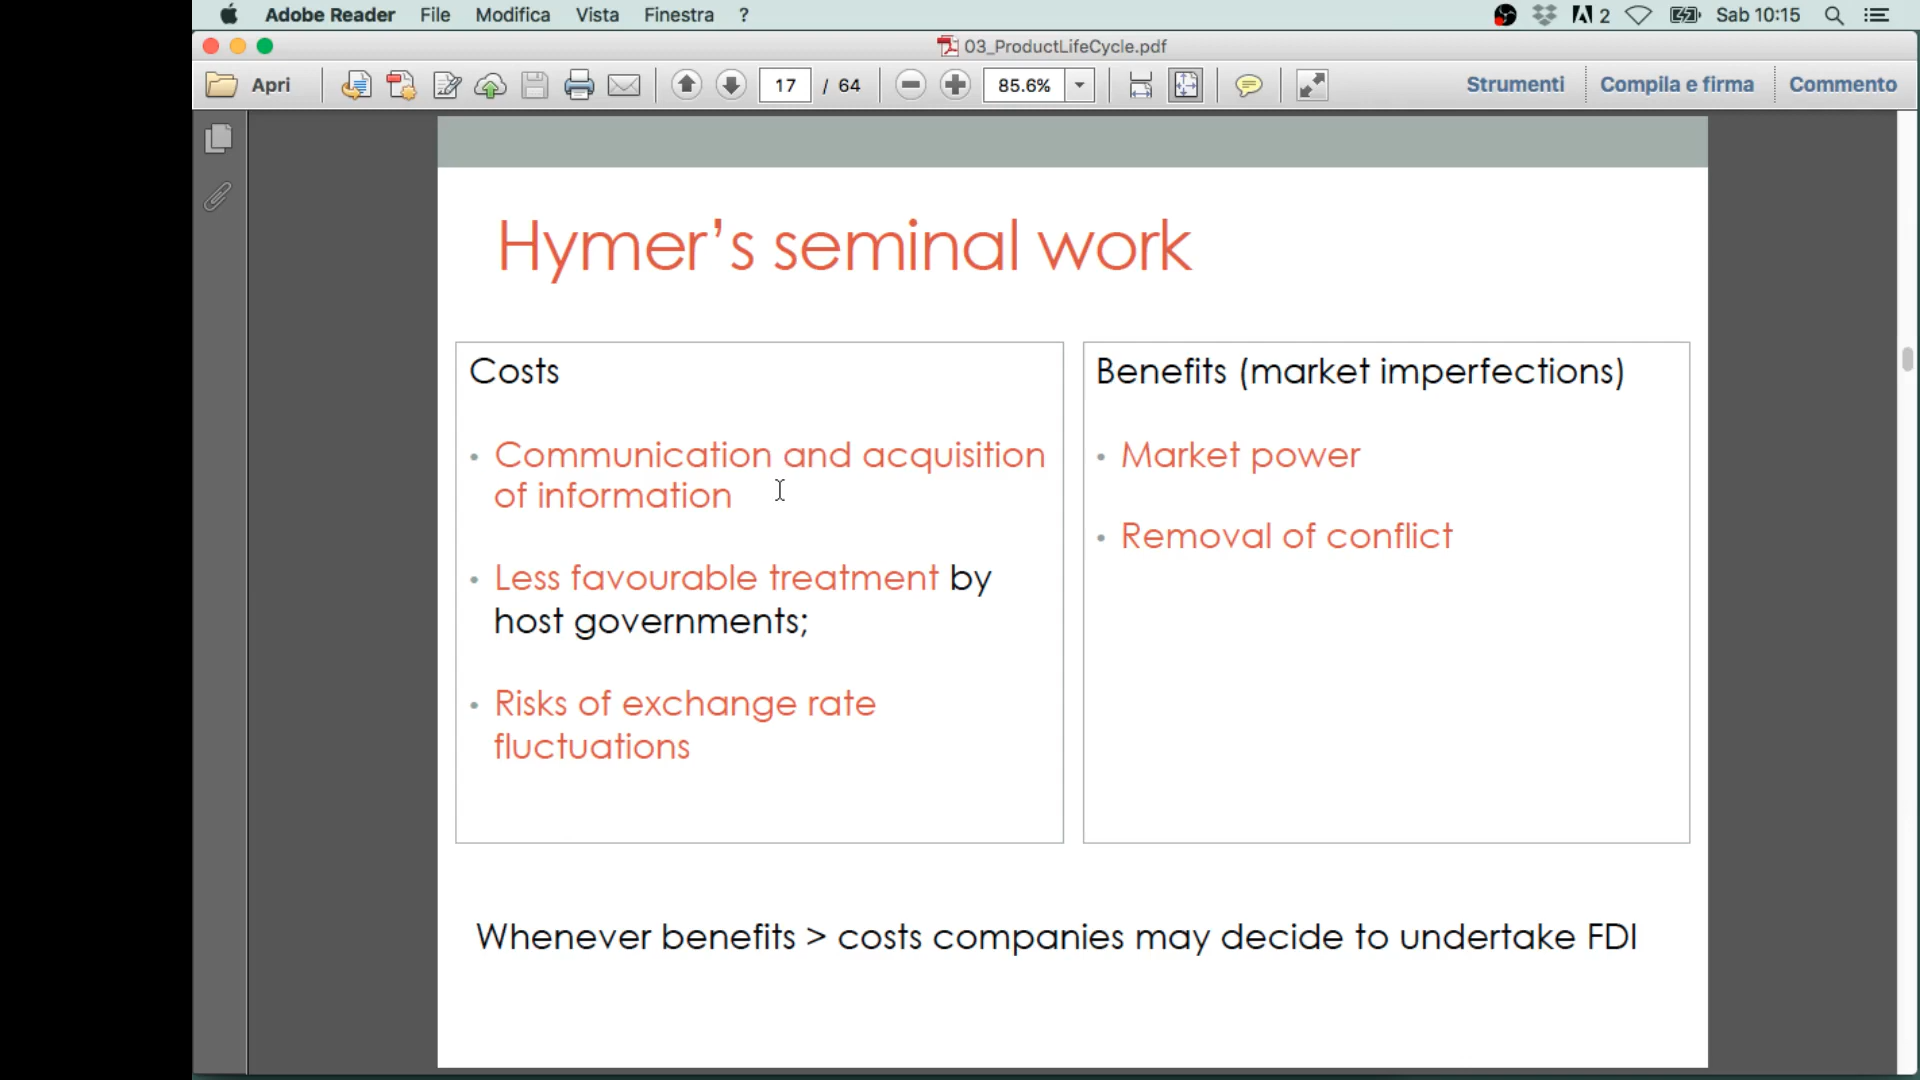 Adobe Reader File Modifica Vista Finestra ? 2 Sab 10:15
03_ProductLifeCycle.pdf
Apri 17 / 64 85.6% Strumenti Compila e firma Commento
Hymer's seminal work
Costs
• Communication and acquisition
of information
• Less favourable treatment by
host governments;
• Risks of exchange rate
fluctuations
Benefits (market imperfections)
• Market power
• Removal of conflict
Whenever benefits > costs companies may decide to undertake FDI